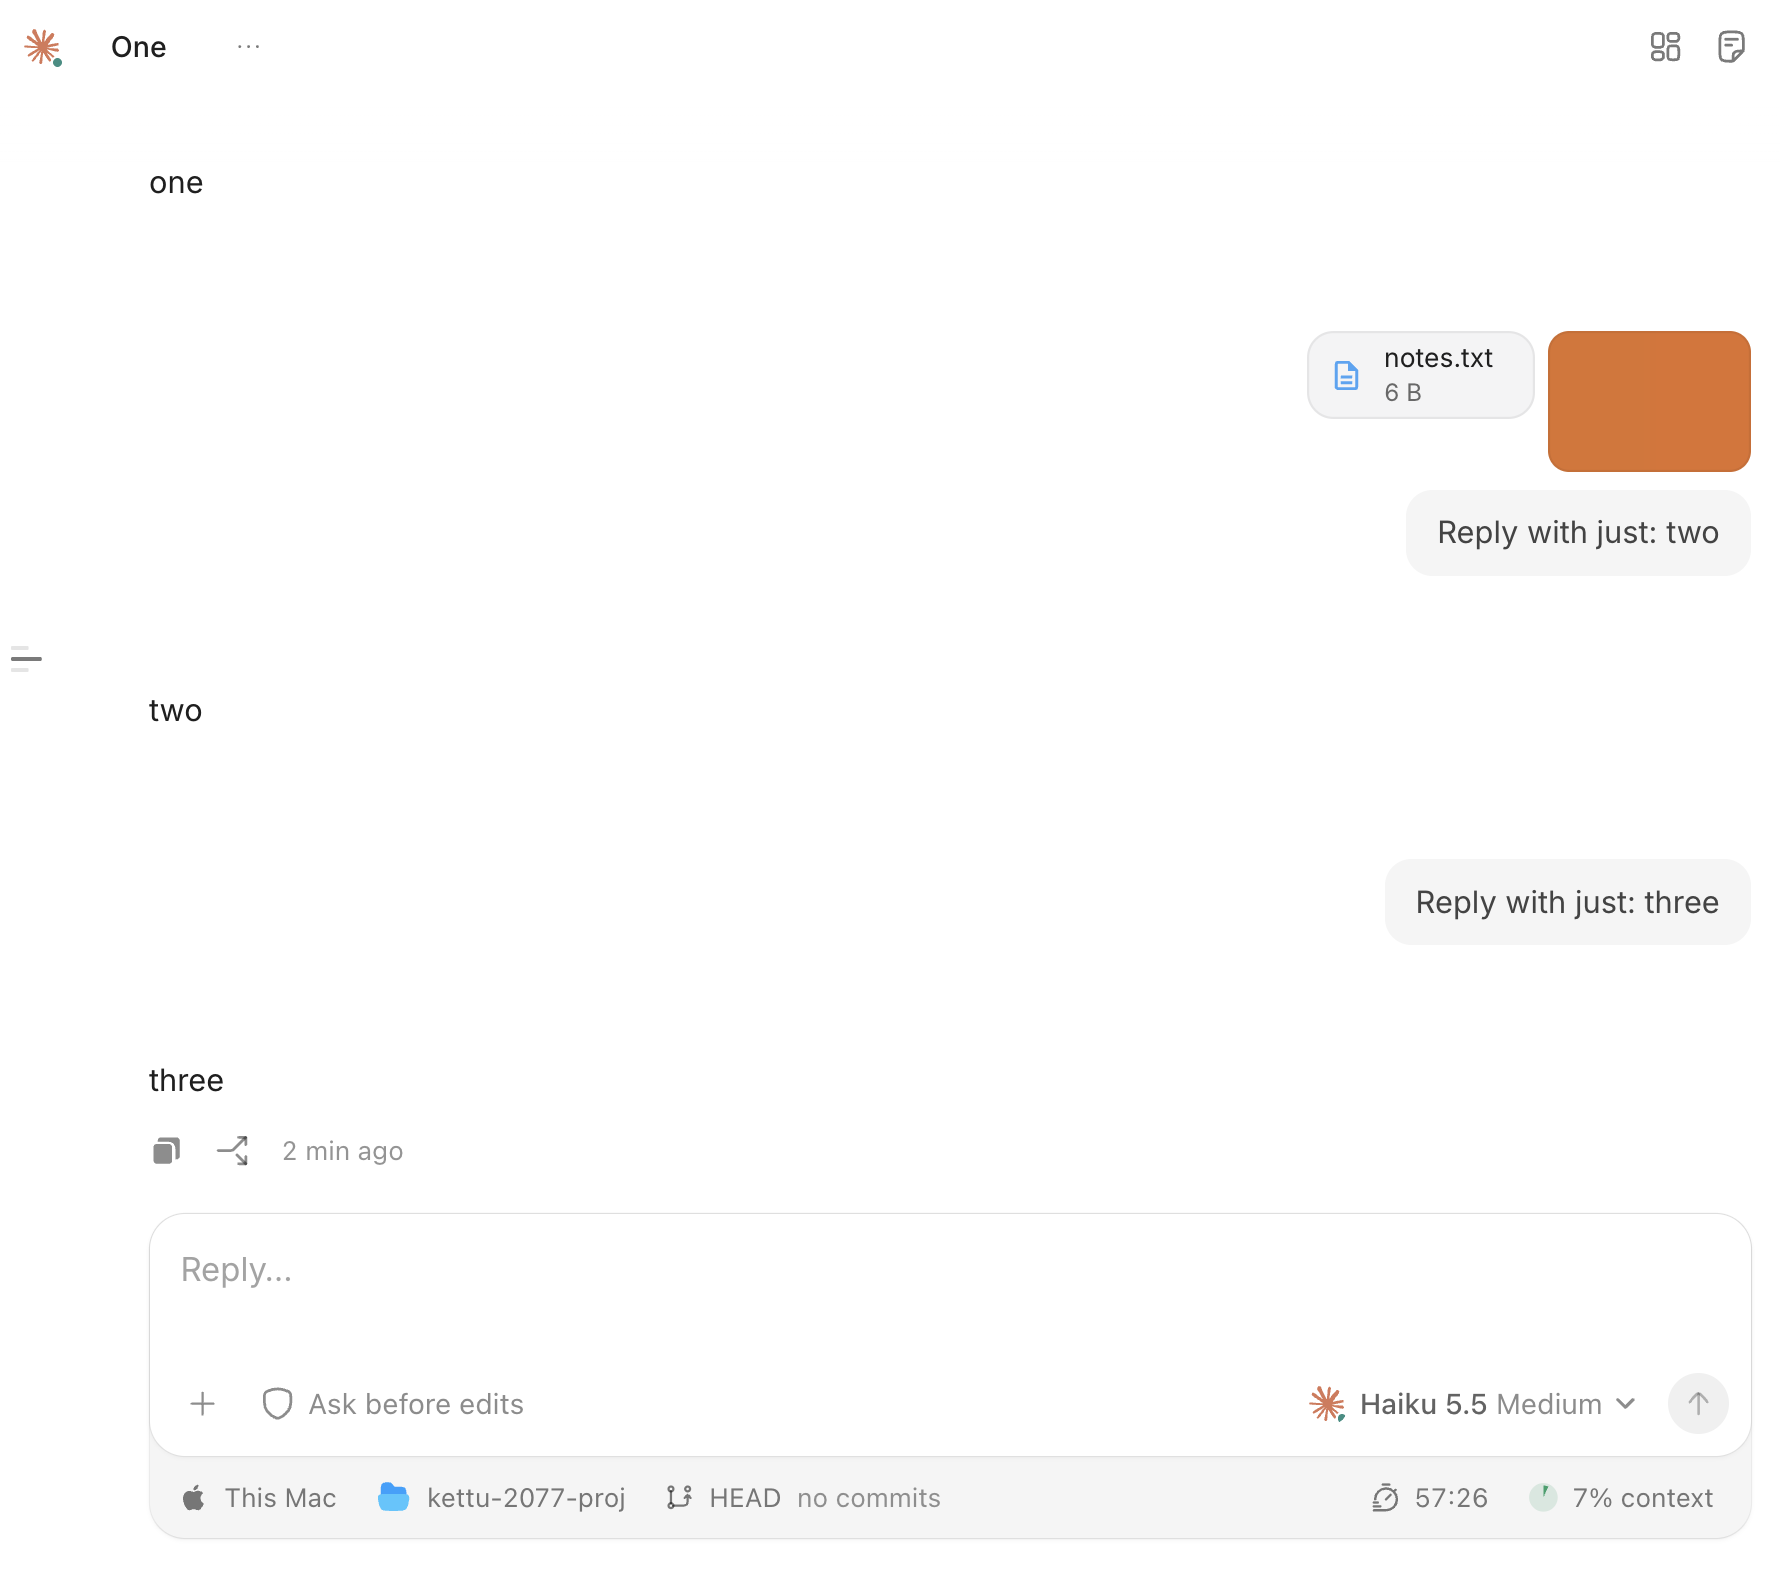 One
one
notes.txt
6 B
Reply with just: two
two
Reply with just: three
three
2 min ago
Reply...
Ask before edits
Haiku 5.5 Medium
This Mac
kettu-2077-proj
HEAD no commits
57:26
7% context